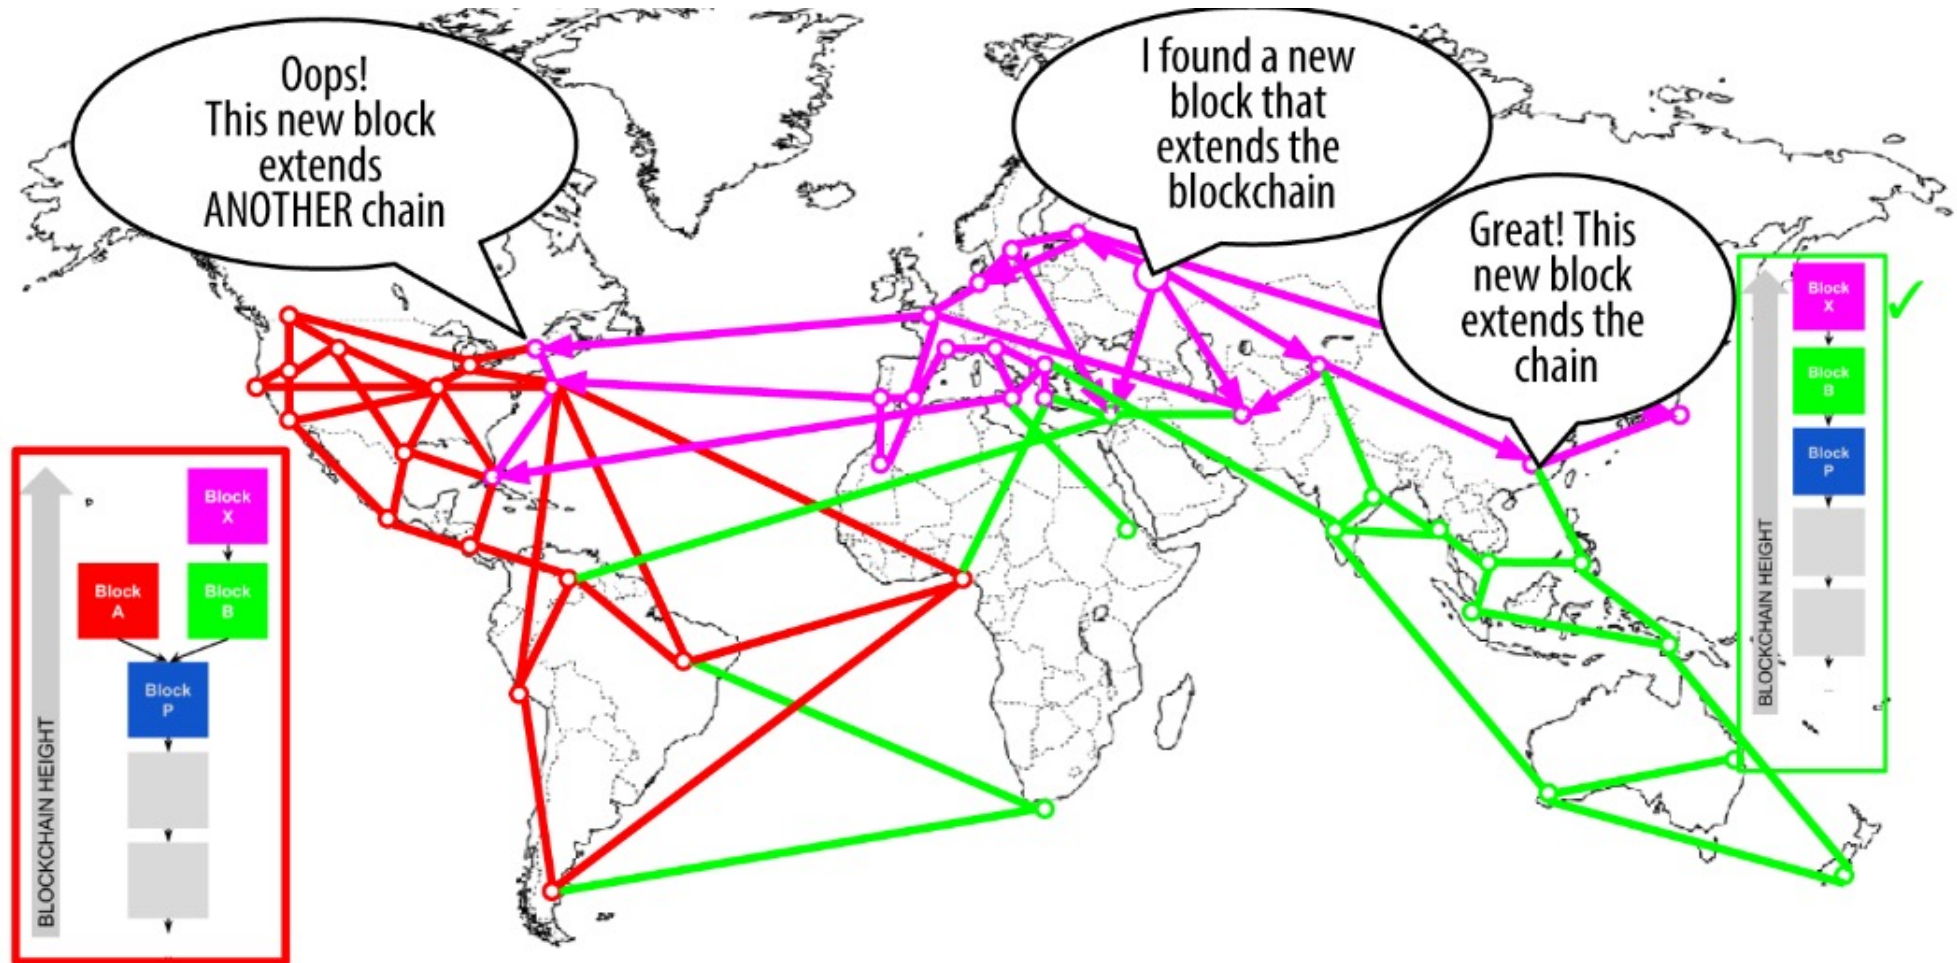 Oops!
This new block
extends
ANOTHER chain
I found a new
block that
extends the
blockchain
Great! This
new block
extends the
chain
BLOCKCHAIN HEIGHT
Block
X
Block
A
Block
B
Block
P
BLOCKCHAIN HEIGHT
Block
X
Block
B
Block
P